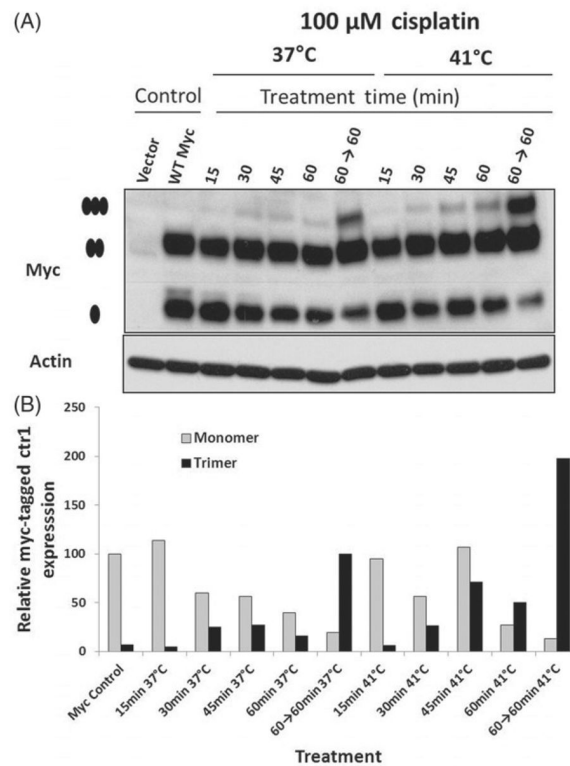 (A)
100 µM cisplatin
37°C 41°C
Control Treatment time (min)
Vector WT Myc 15 30 45 60 60 → 60 15 30 45 60 60 → 60
Myc
Actin
(B)
250
200
150
100
50
0
Relative myc-tagged ctr1
expresssion
Monomer
Trimer
Myc Control 15min 37°C 30min 37°C 45min 37°C 60min 37°C 60→60min 37°C 15min 41°C 30min 41°C 45min 41°C 60min 41°C 60→60min 41°C
Treatment